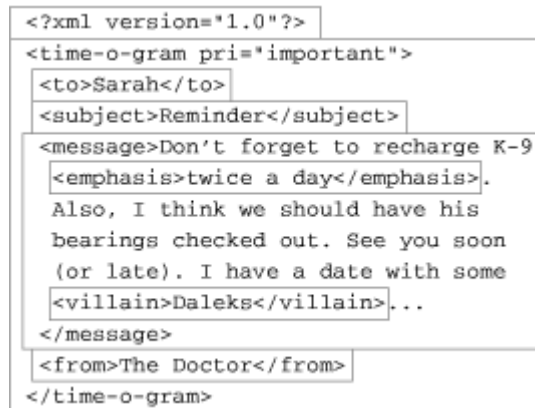 <?xml version="1.0"?>
<time-o-gram pri="important">
<to>Sarah</to>
<subject>Reminder</subject>
<message>Don't forget to recharge K-9
<emphasis>twice a day</emphasis>.
Also, I think we should have his
bearings checked out. See you soon
(or late). I have a date with some
<villain>Daleks</villain>...
</message>
<from>The Doctor</from>
</time-o-gram>